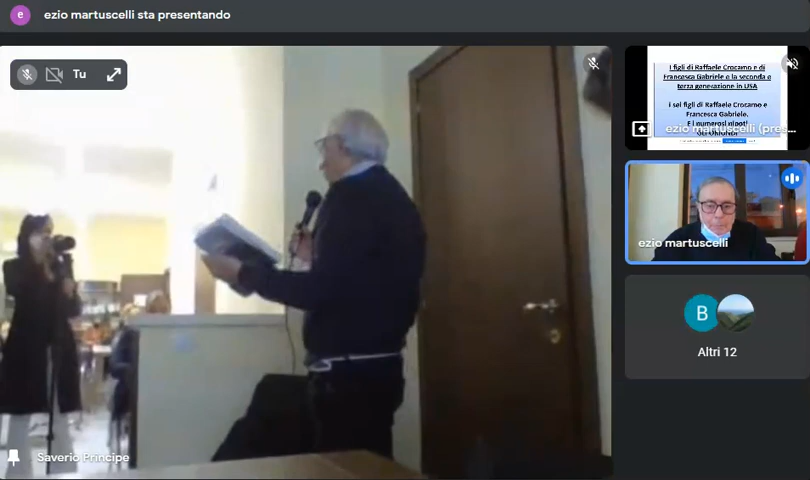 e ezio martuscelli sta presentando
Tu
I figli di Raffaele Crocamo e di
Francesca Gabriele e la seconda e
terza generazione in USA
i sei figli di Raffaele Crocamo e
Francesca Gabriele.
E i numerosi nipoti
ezio martuscelli (pres...
ezio martuscelli
B
Altri 12
Saverio Principe